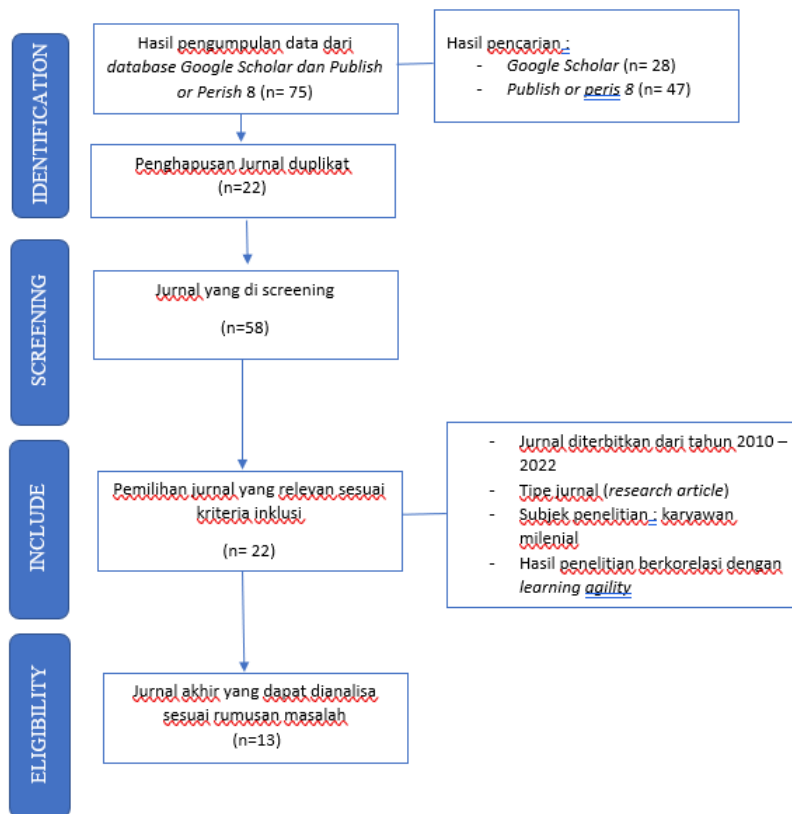 IDENTIFICATION
Hasil pengumpulan data dari
database Google Scholar dan Publish
or Perish 8 (n= 75)
Hasil pencarian :
- Google Scholar (n= 28)
- Publish or peris 8 (n= 47)
Penghapusan Jurnal duplikat
(n=22)
SCREENING
Jurnal yang di screening
(n=58)
INCLUDE
Pemilihan jurnal yang relevan sesuai
kriteria inklusi
(n= 22)
- Jurnal diterbitkan dari tahun 2010 –
2022
- Tipe jurnal (research article)
- Subjek penelitian : karyawan
milenial
- Hasil penelitian berkorelasi dengan
learning agility
ELIGIBILITY
Jurnal akhir yang dapat dianalisa
sesuai rumusan masalah
(n=13)